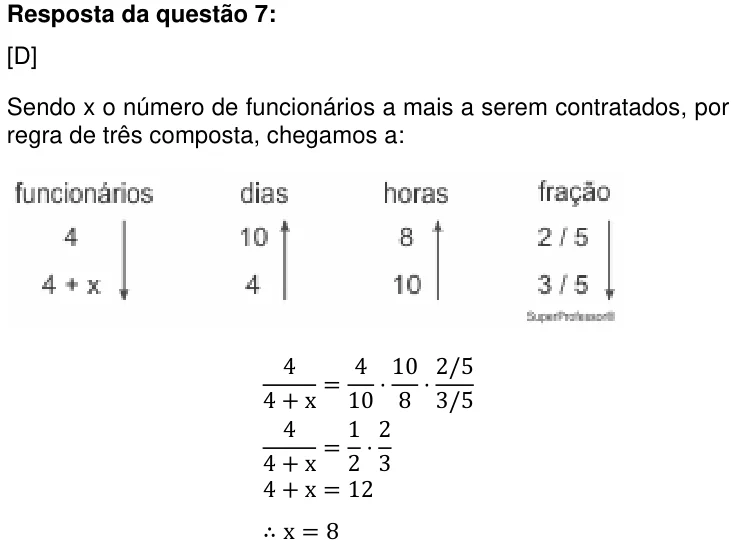 Resposta da questão 7:
[D]
Sendo x o número de funcionários a mais a serem contratados, por
regra de três composta, chegamos a:
funcionários dias horas fração
4 ↓ 10 ↑ 8 ↑ 2 / 5 ↓
4 + x 4 10 3 / 5
SuperProfessor®
4/(4 + x) = 4/10 · 10/8 · (2/5)/(3/5)
4/(4 + x) = 1/2 · 2/3
4 + x = 12
∴ x = 8